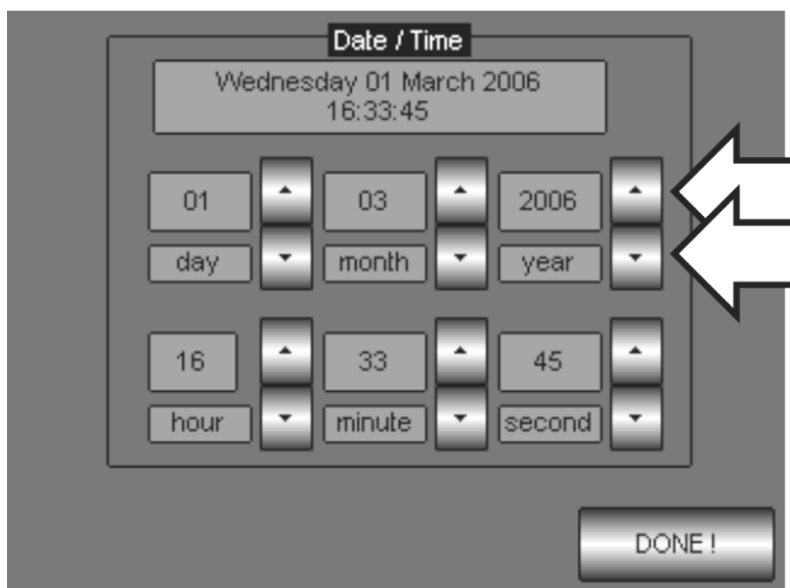 Date / Time
Wednesday 01 March 2006
16:33:45
01 03 2006
day month year
16 33 45
hour minute second
DONE !